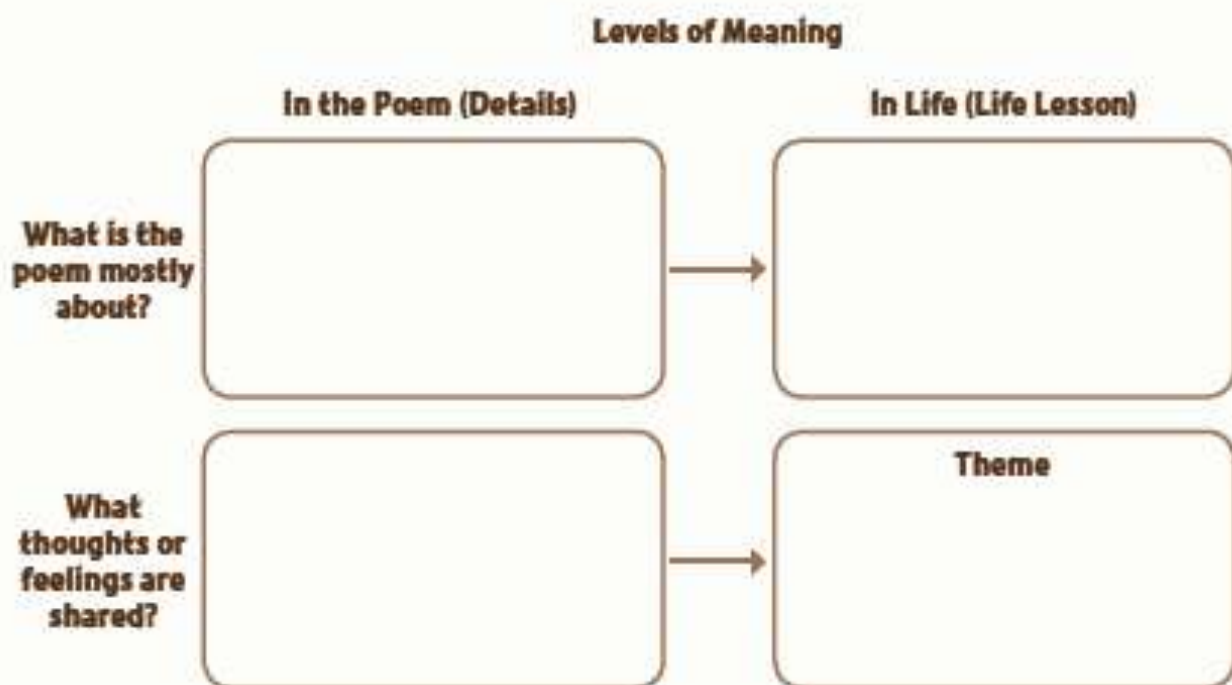 Levels of Meaning
In the Poem (Details)
In Life (Life Lesson)
What is the
poem mostly
about?
What
thoughts or
feelings are
shared?
Theme